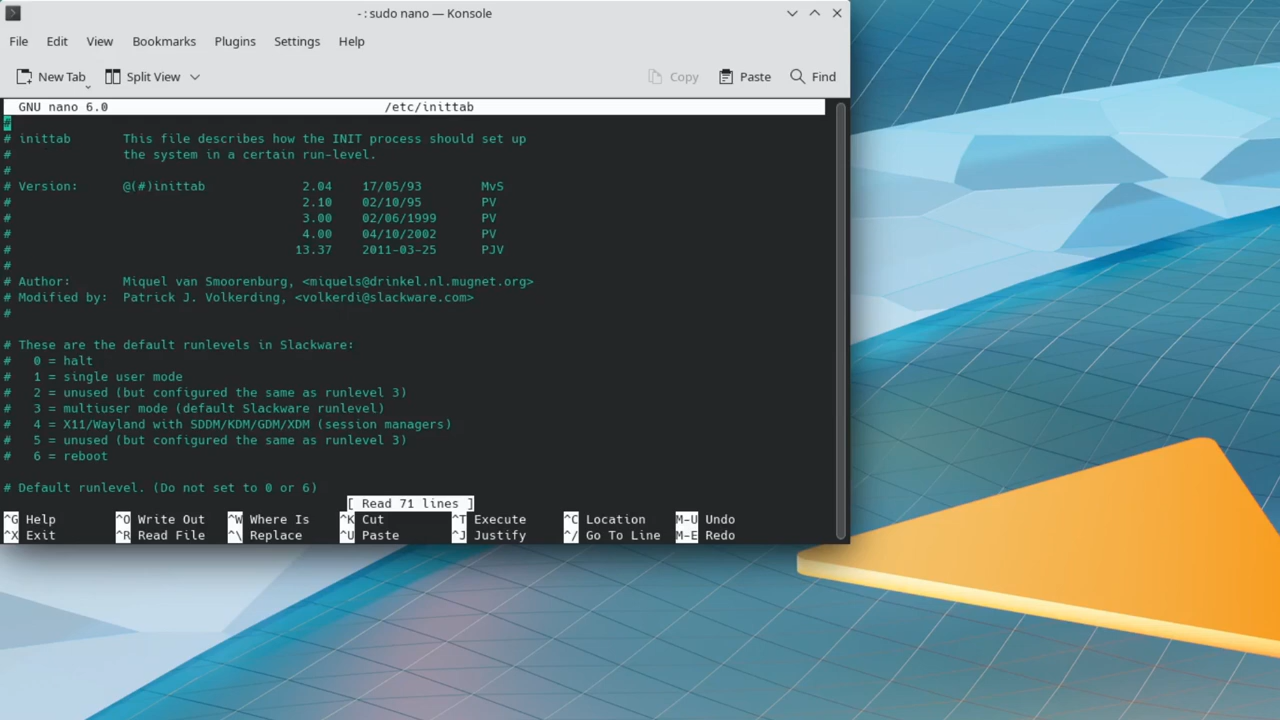 - : sudo nano — Konsole
File Edit View Bookmarks Plugins Settings Help
New Tab Split View Copy Paste Find
GNU nano 6.0 /etc/inittab
#
# inittab This file describes how the INIT process should set up
# the system in a certain run-level.
#
# Version: @(#)inittab 2.04 17/05/93 MvS
# 2.10 02/10/95 PV
# 3.00 02/06/1999 PV
# 4.00 04/10/2002 PV
# 13.37 2011-03-25 PJV
#
# Author: Miquel van Smoorenburg, <miquels@drinkel.nl.mugnet.org>
# Modified by: Patrick J. Volkerding, <volkerdi@slackware.com>
#
# These are the default runlevels in Slackware:
# 0 = halt
# 1 = single user mode
# 2 = unused (but configured the same as runlevel 3)
# 3 = multiuser mode (default Slackware runlevel)
# 4 = X11/Wayland with SDDM/KDM/GDM/XDM (session managers)
# 5 = unused (but configured the same as runlevel 3)
# 6 = reboot
# Default runlevel. (Do not set to 0 or 6)
[ Read 71 lines ]
^G Help ^O Write Out ^W Where Is ^K Cut ^T Execute ^C Location M-U Undo
^X Exit ^R Read File ^\ Replace ^U Paste ^J Justify ^/ Go To Line M-E Redo